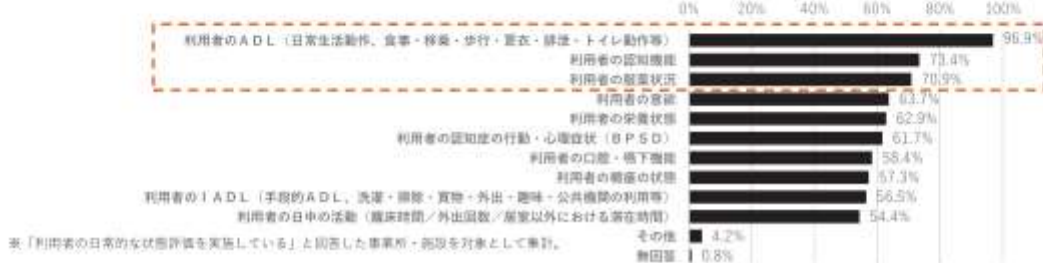 0% 20% 40% 60% 80% 100%
利用者のADL（日常生活動作、食事・移乗・歩行・更衣・排泄・トイレ動作等） 96.9%
利用者の認知機能 73.4%
利用者の服薬状況 70.9%
利用者の意欲 63.7%
利用者の栄養状態 62.9%
利用者の認知症の行動・心理症状（BPSD） 61.7%
利用者の口腔・嚥下機能 58.4%
利用者の褥瘡の状態 57.3%
利用者のIADL（手段的ADL、洗濯・掃除・買物・外出・趣味・公共機関の利用等） 56.5%
利用者の日中の活動（臨床時間／外出回数／居室以外における滞在時間） 54.4%
その他 4.2%
無回答 0.8%
※「利用者の日常的な状態評価を実施している」と回答した事業所・施設を対象として集計。